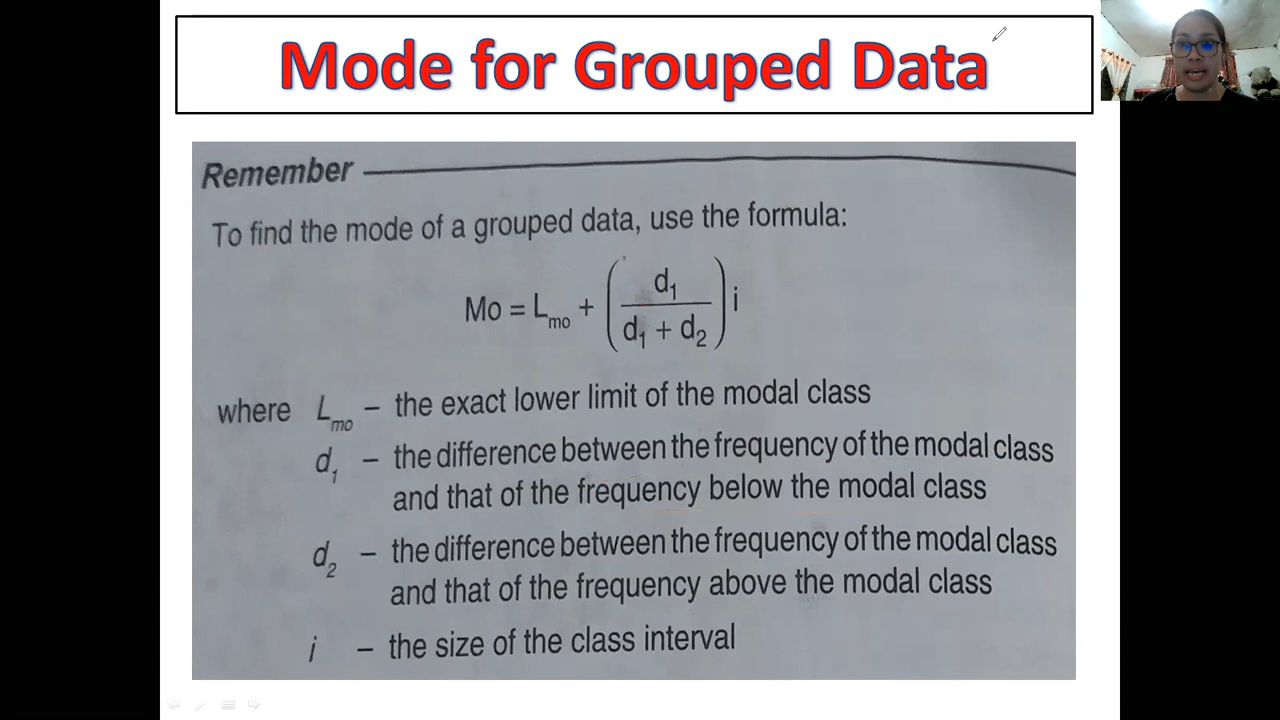 Mode for Grouped Data
Remember
To find the mode of a grouped data, use the formula:
Mo = Lmo + (d1 / d1 + d2) i
where Lmo – the exact lower limit of the modal class
d1 – the difference between the frequency of the modal class
and that of the frequency below the modal class
d2 – the difference between the frequency of the modal class
and that of the frequency above the modal class
i – the size of the class interval